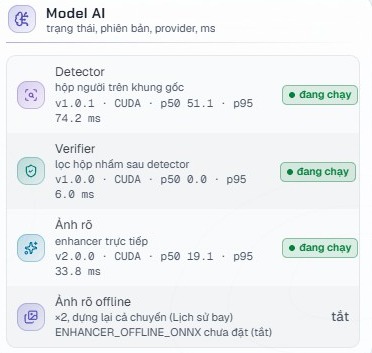 Model AI
trạng thái, phiên bản, provider, ms
Detector
hộp người trên khung gốc
v1.0.1 · CUDA · p50 51.1 · p95
74.2 ms
đang chạy
Verifier
lọc hộp nhầm sau detector
v1.0.0 · CUDA · p50 0.0 · p95
6.0 ms
đang chạy
Ảnh rõ
enhancer trực tiếp
v2.0.0 · CUDA · p50 19.1 · p95
33.8 ms
đang chạy
Ảnh rõ offline
×2, dựng lại cả chuyến (Lịch sử bay)
ENHANCER_OFFLINE_ONNX chưa đặt (tắt)
tắt